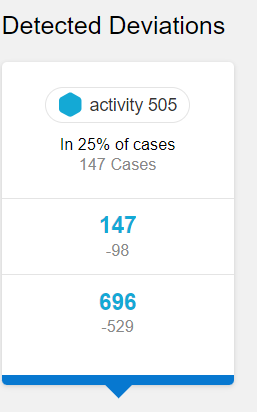 Detected Deviations
activity 505
In 25% of cases
147 Cases
147
-98
696
-529